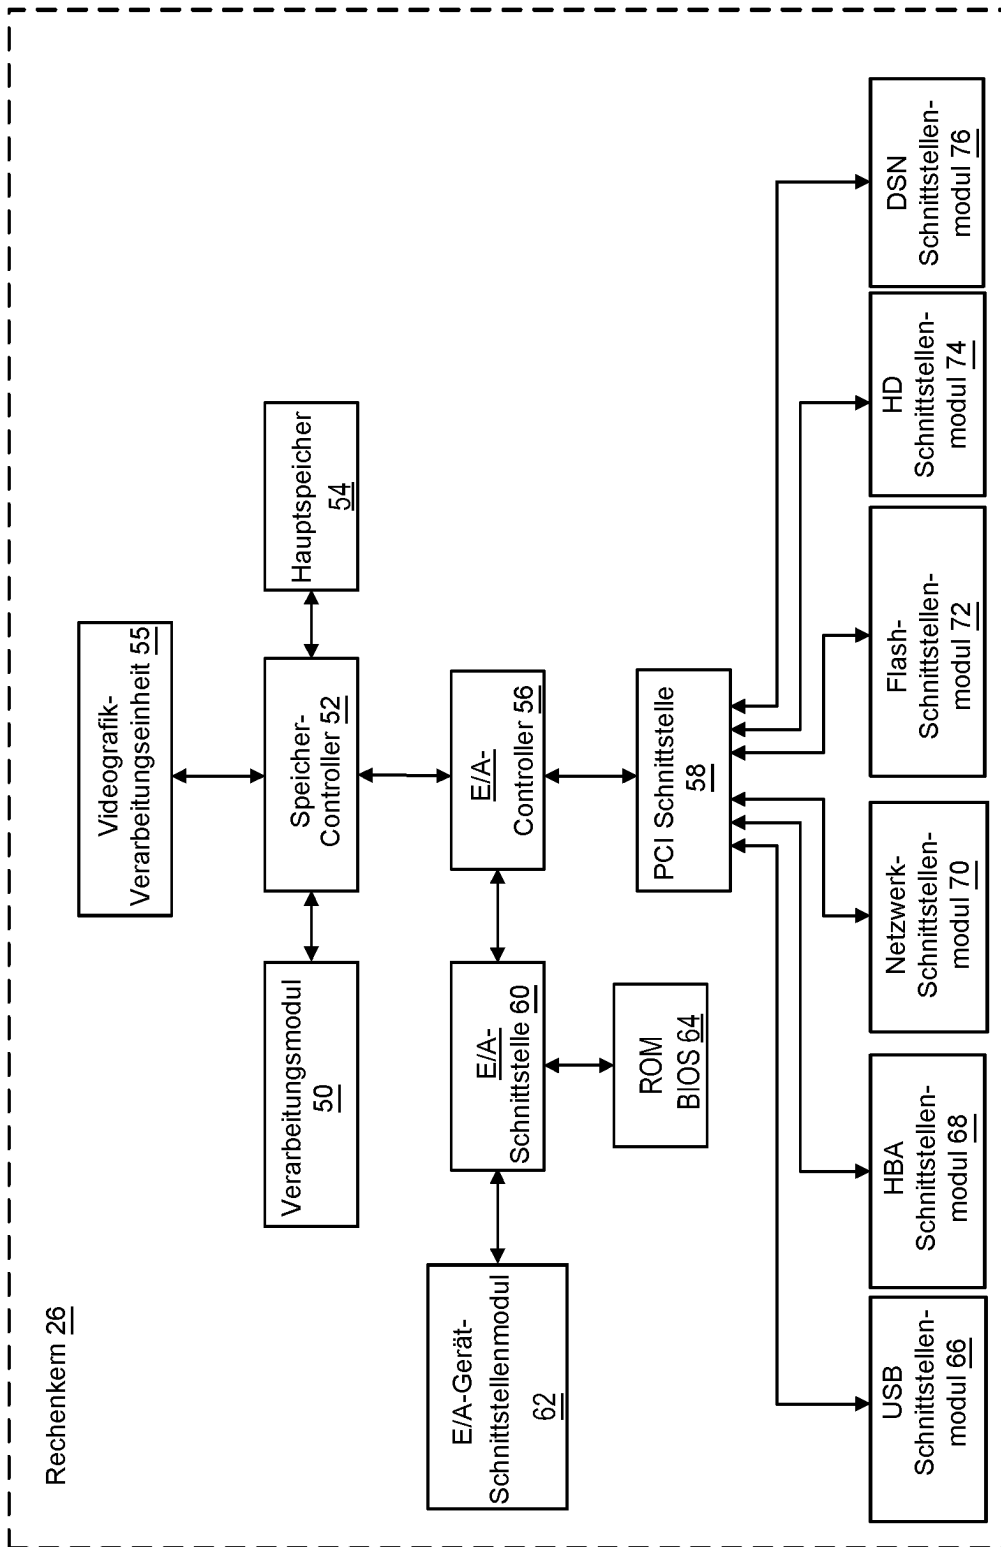 Rechenkern 26
Videografik-
Verarbeitungseinheit 55
Verarbeitungsmodul
50
Speicher-
Controller 52
Hauptspeicher
54
E/A-Gerät-
Schnittstellenmodul
62
E/A-
Schnittstelle 60
E/A-
Controller 56
ROM
BIOS 64
PCI Schnittstelle
58
USB
Schnittstellen-
modul 66
HBA
Schnittstellen-
modul 68
Netzwerk-
Schnittstellen-
modul 70
Flash-
Schnittstellen-
modul 72
HD
Schnittstellen-
modul 74
DSN
Schnittstellen-
modul 76